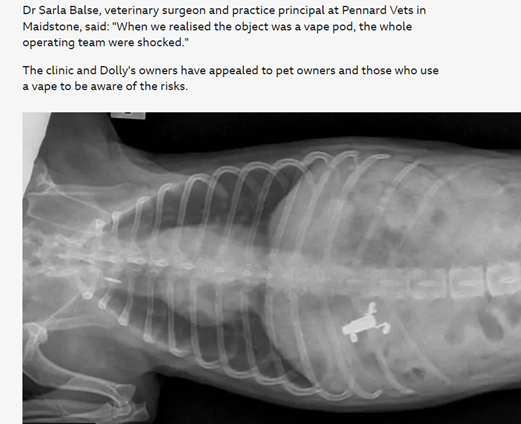 Dr Sarla Balse, veterinary surgeon and practice principal at Pennard Vets in
Maidstone, said: "When we realised the object was a vape pod, the whole
operating team were shocked."
The clinic and Dolly's owners have appealed to pet owners and those who use
a vape to be aware of the risks.